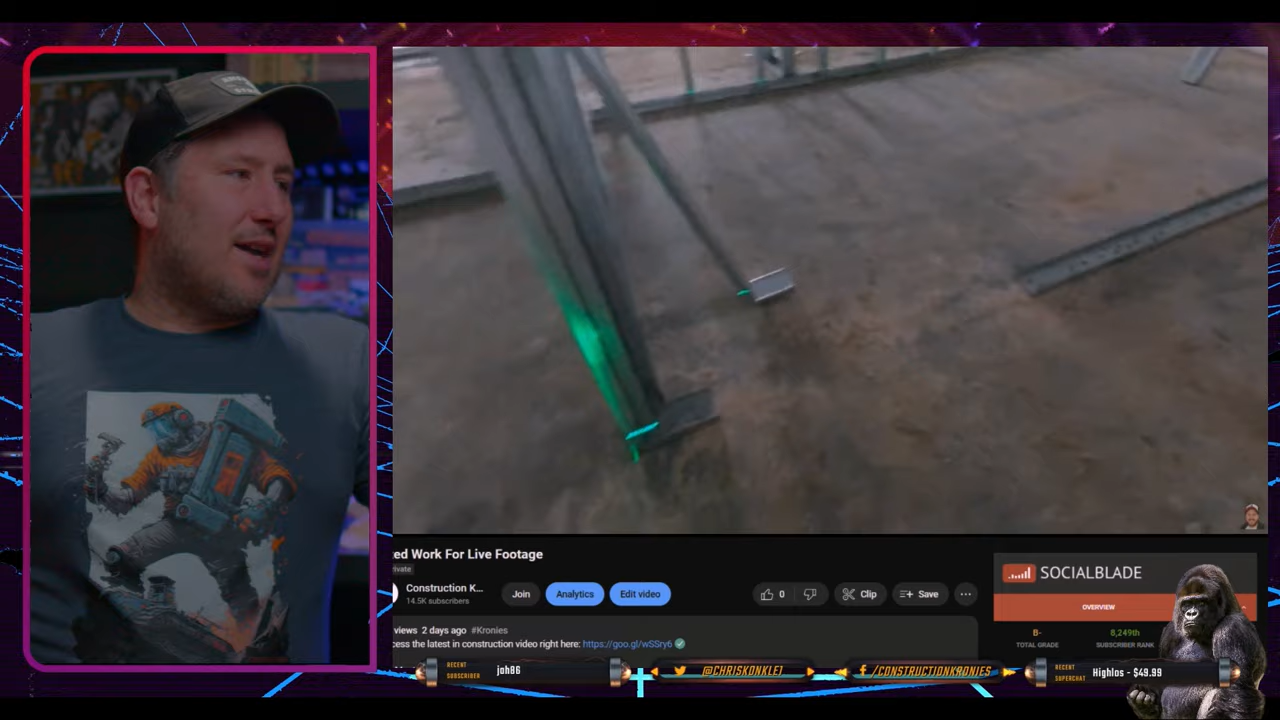 ed Work For Live Footage
ivate
Construction K...
14.5K subscribers
Join
Analytics
Edit video
0
Clip
Save
views 2 days ago #Kronies
cess the latest in construction video right here: https://goo.gl/wSSry6
SOCIALBLADE
OVERVIEW
B-
TOTAL GRADE
8,249th
SUBSCRIBER RANK
RECENT
SUBSCRIBER
joh86
@CHRISKONKLE1
/CONSTRUCTIONKRONIES
RECENT
SUPERCHAT
Highlos - $49.99